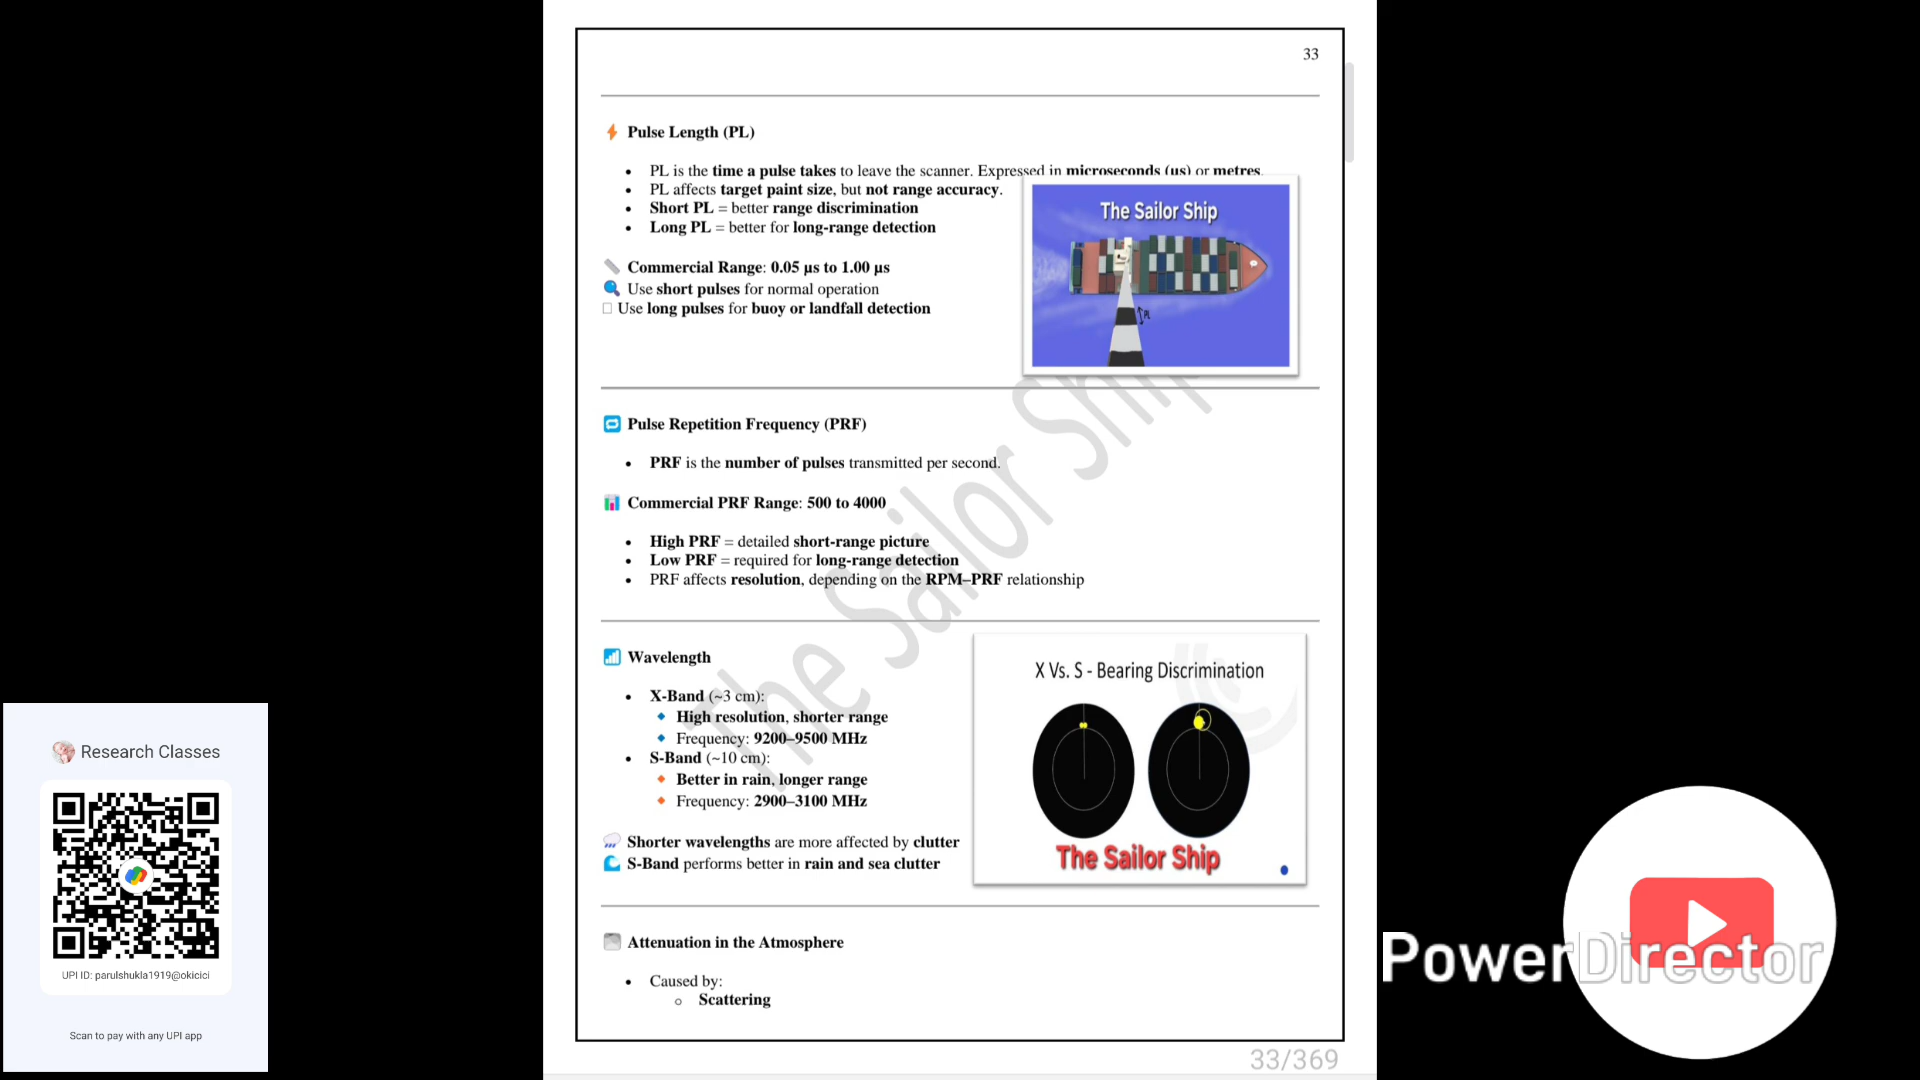 33
Pulse Length (PL)
• PL is the time a pulse takes to leave the scanner. Expressed in microseconds (µs) or metres.
• PL affects target paint size, but not range accuracy.
• Short PL = better range discrimination
• Long PL = better for long-range detection
Commercial Range: 0.05 µs to 1.00 µs
Use short pulses for normal operation
□ Use long pulses for buoy or landfall detection
The Sailor Ship
PL
Pulse Repetition Frequency (PRF)
• PRF is the number of pulses transmitted per second.
Commercial PRF Range: 500 to 4000
• High PRF = detailed short-range picture
• Low PRF = required for long-range detection
• PRF affects resolution, depending on the RPM–PRF relationship
The Sailor Ship
Wavelength
• X-Band (~3 cm):
High resolution, shorter range
Frequency: 9200–9500 MHz
• S-Band (~10 cm):
Better in rain, longer range
Frequency: 2900–3100 MHz
Shorter wavelengths are more affected by clutter
S-Band performs better in rain and sea clutter
X Vs. S - Bearing Discrimination
The Sailor Ship
Attenuation in the Atmosphere
• Caused by:
o Scattering
33/369
Research Classes
UPI ID: parulshukla1919@okicici
Scan to pay with any UPI app
PowerDirector